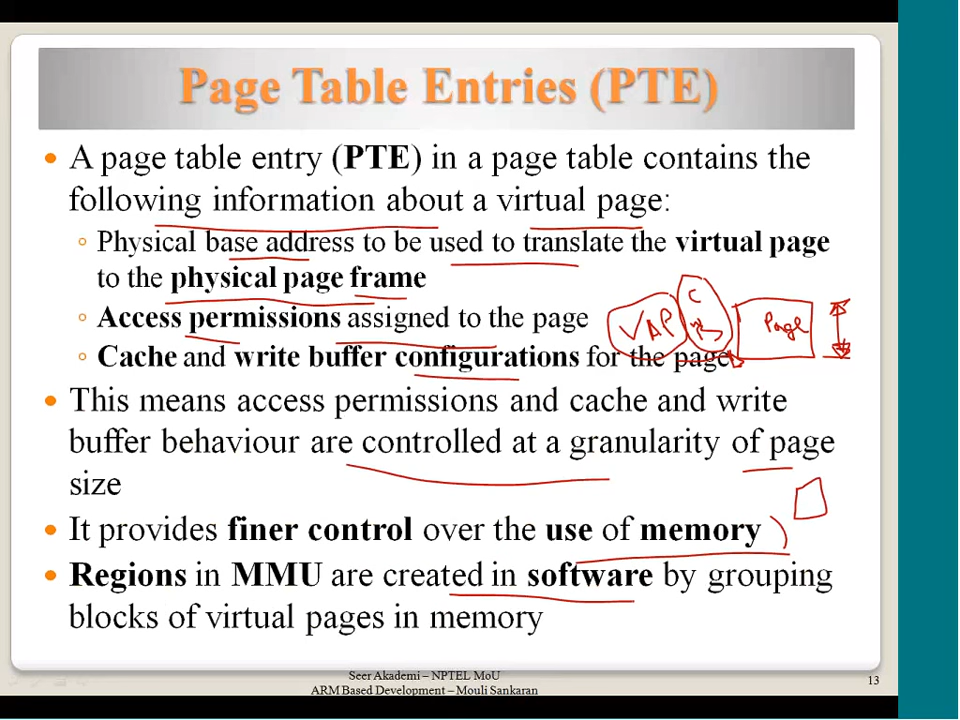 Page Table Entries (PTE)
A page table entry (PTE) in a page table contains the
following information about a virtual page:
Physical base address to be used to translate the virtual page
to the physical page frame
Access permissions assigned to the page
Cache and write buffer configurations for the page
VAP
C
Page
This means access permissions and cache and write
buffer behaviour are controlled at a granularity of page
size
It provides finer control over the use of memory
Regions in MMU are created in software by grouping
blocks of virtual pages in memory
Seer Akademi – NPTEL MoU
ARM Based Development – Mouli Sankaran
13